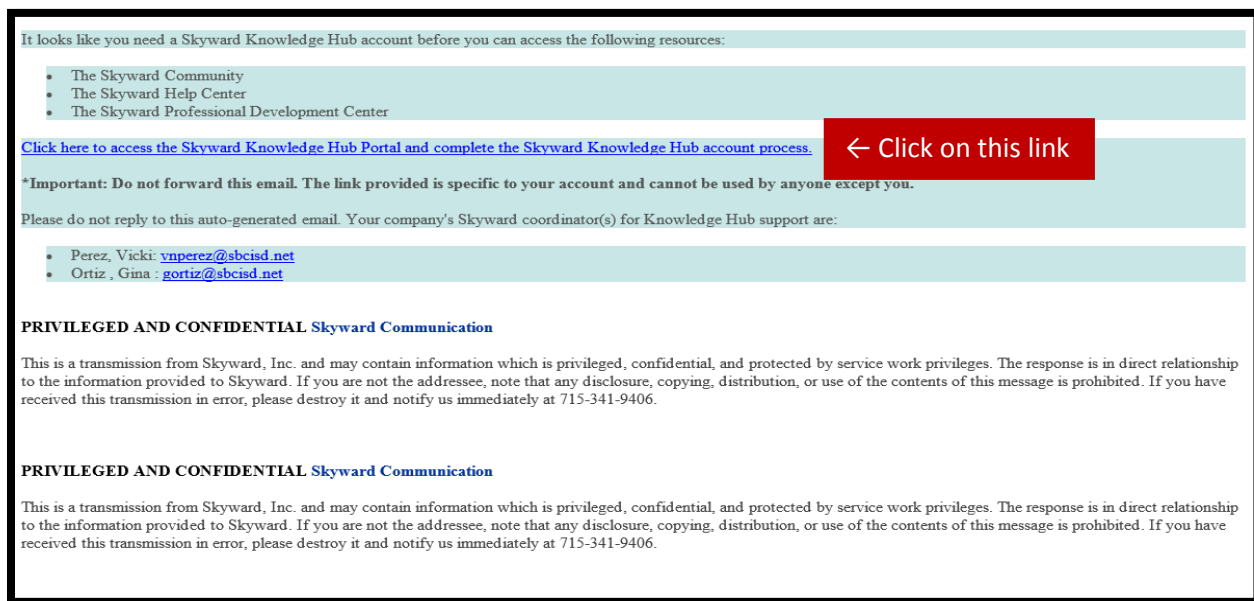 It looks like you need a Skyward Knowledge Hub account before you can access the following resources:
• The Skyward Community
• The Skyward Help Center
• The Skyward Professional Development Center
Click here to access the Skyward Knowledge Hub Portal and complete the Skyward Knowledge Hub account process.
← Click on this link
*Important: Do not forward this email. The link provided is specific to your account and cannot be used by anyone except you.
Please do not reply to this auto-generated email. Your company's Skyward coordinator(s) for Knowledge Hub support are:
• Perez, Vicki: vnperez@sbcisd.net
• Ortiz , Gina : gortiz@sbcisd.net
PRIVILEGED AND CONFIDENTIAL Skyward Communication
This is a transmission from Skyward, Inc. and may contain information which is privileged, confidential, and protected by service work privileges. The response is in direct relationship
to the information provided to Skyward. If you are not the addressee, note that any disclosure, copying, distribution, or use of the contents of this message is prohibited. If you have
received this transmission in error, please destroy it and notify us immediately at 715-341-9406.
PRIVILEGED AND CONFIDENTIAL Skyward Communication
This is a transmission from Skyward, Inc. and may contain information which is privileged, confidential, and protected by service work privileges. The response is in direct relationship
to the information provided to Skyward. If you are not the addressee, note that any disclosure, copying, distribution, or use of the contents of this message is prohibited. If you have
received this transmission in error, please destroy it and notify us immediately at 715-341-9406.